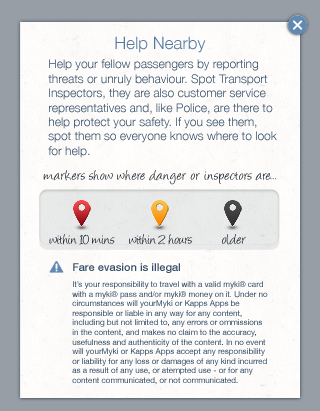 Help Nearby
Help your fellow passengers by reporting
threats or unruly behaviour. Spot Transport
Inspectors, they are also customer service
representatives and, like Police, are there to
help protect your safety. If you see them,
spot them so everyone knows where to look
for help.
markers show where danger or inspectors are...
within 10 mins within 2 hours older
Fare evasion is illegal
It's your responsibility to travel with a valid myki® card
with a myki® pass and/or myki® money on it. Under no
circumstances will yourMyki or Kapps Apps be
responsible or liable in any way for any content,
including but not limited to, any errors or ommissions
in the content, and makes no claim to the accuracy,
usefulness and authenticity of the content. In no event
will yourMyki or Kapps Apps accept any responsibility
or liability for any loss or damages of any kind incurred
as a result of any use, or atempted use - or for any
content communicated, or not communicated.